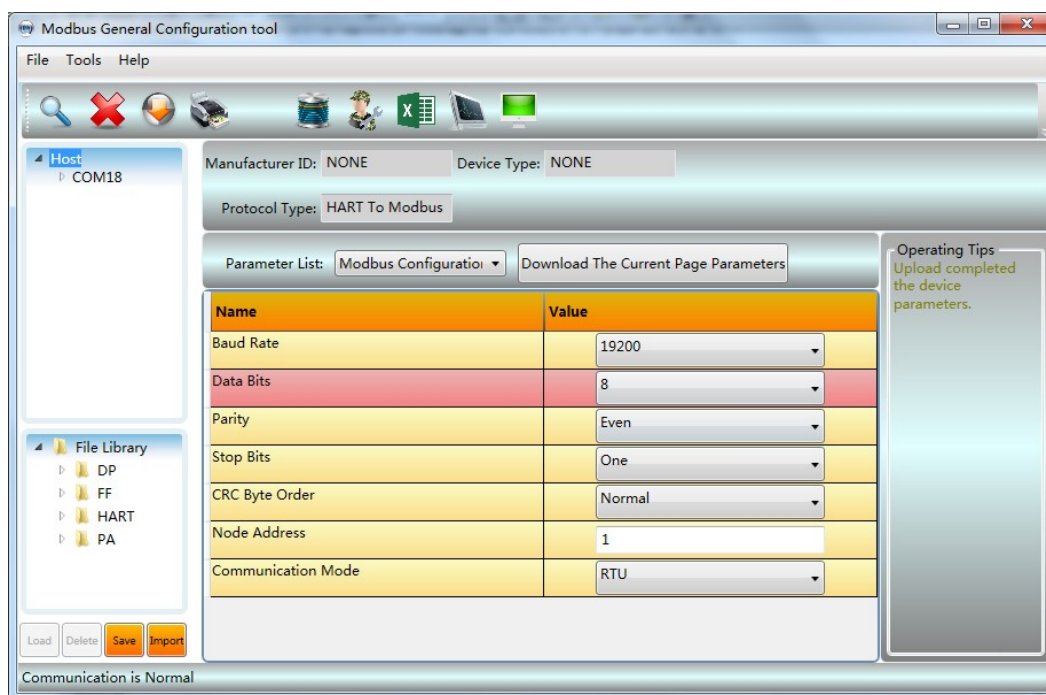 Modbus General Configuration tool
File Tools Help
Host
COM18
Manufacturer ID: NONE Device Type: NONE
Protocol Type: HART To Modbus
Parameter List: Modbus Configuration Download The Current Page Parameters
Operating Tips
Upload completed
the device
parameters.
Name Value
Baud Rate 19200
Data Bits 8
Parity Even
Stop Bits One
CRC Byte Order Normal
Node Address 1
Communication Mode RTU
File Library
DP
FF
HART
PA
Load Delete Save Import
Communication is Normal